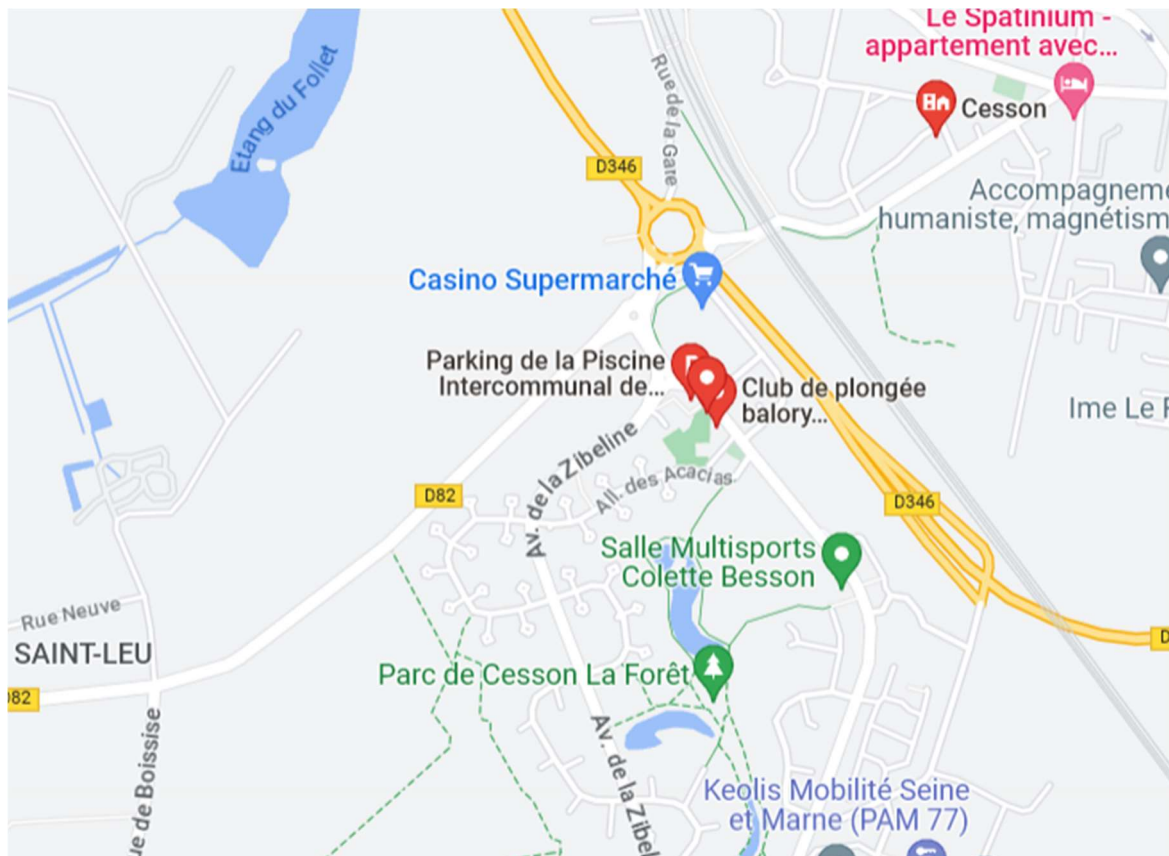 Le Spatinium -
appartement avec...
Etang du Follet
Rue de la Gare
Cesson
D346
Accompagneme
humaniste, magnétism
Casino Supermarché
Parking de la Piscine
Intercommunal de...
Club de plongée
balory...
Ime Le
Av. de la Zibeline
All. des Acacias
D82
D346
Salle Multisports
Colette Besson
Rue Neuve
SAINT-LEU
D
Parc de Cesson La Forêt
D82
ue de Boissise
Av. de la Zibel
Keolis Mobilité Seine
et Marne (PAM 77)